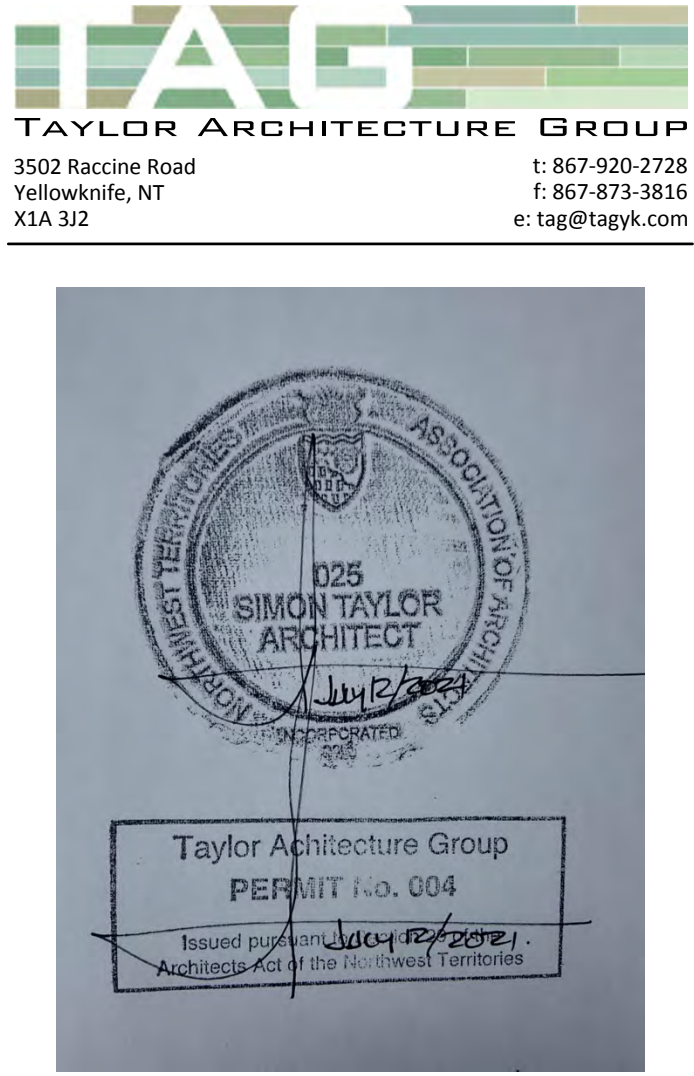 TAG
TAYLOR ARCHITECTURE GROUP
3502 Raccine Road
Yellowknife, NT
X1A 3J2
t: 867-920-2728
f: 867-873-3816
e: tag@tagyk.com
NORTHWEST TERRITORIES ASSOCIATION OF ARCHITECTS
025
SIMON TAYLOR
ARCHITECT
July 12/2021
INCORPORATED
Taylor Achitecture Group
PERMIT No. 004
July 12/2021.
Issued pursuant of the
Architects Act of the Northwest Territories